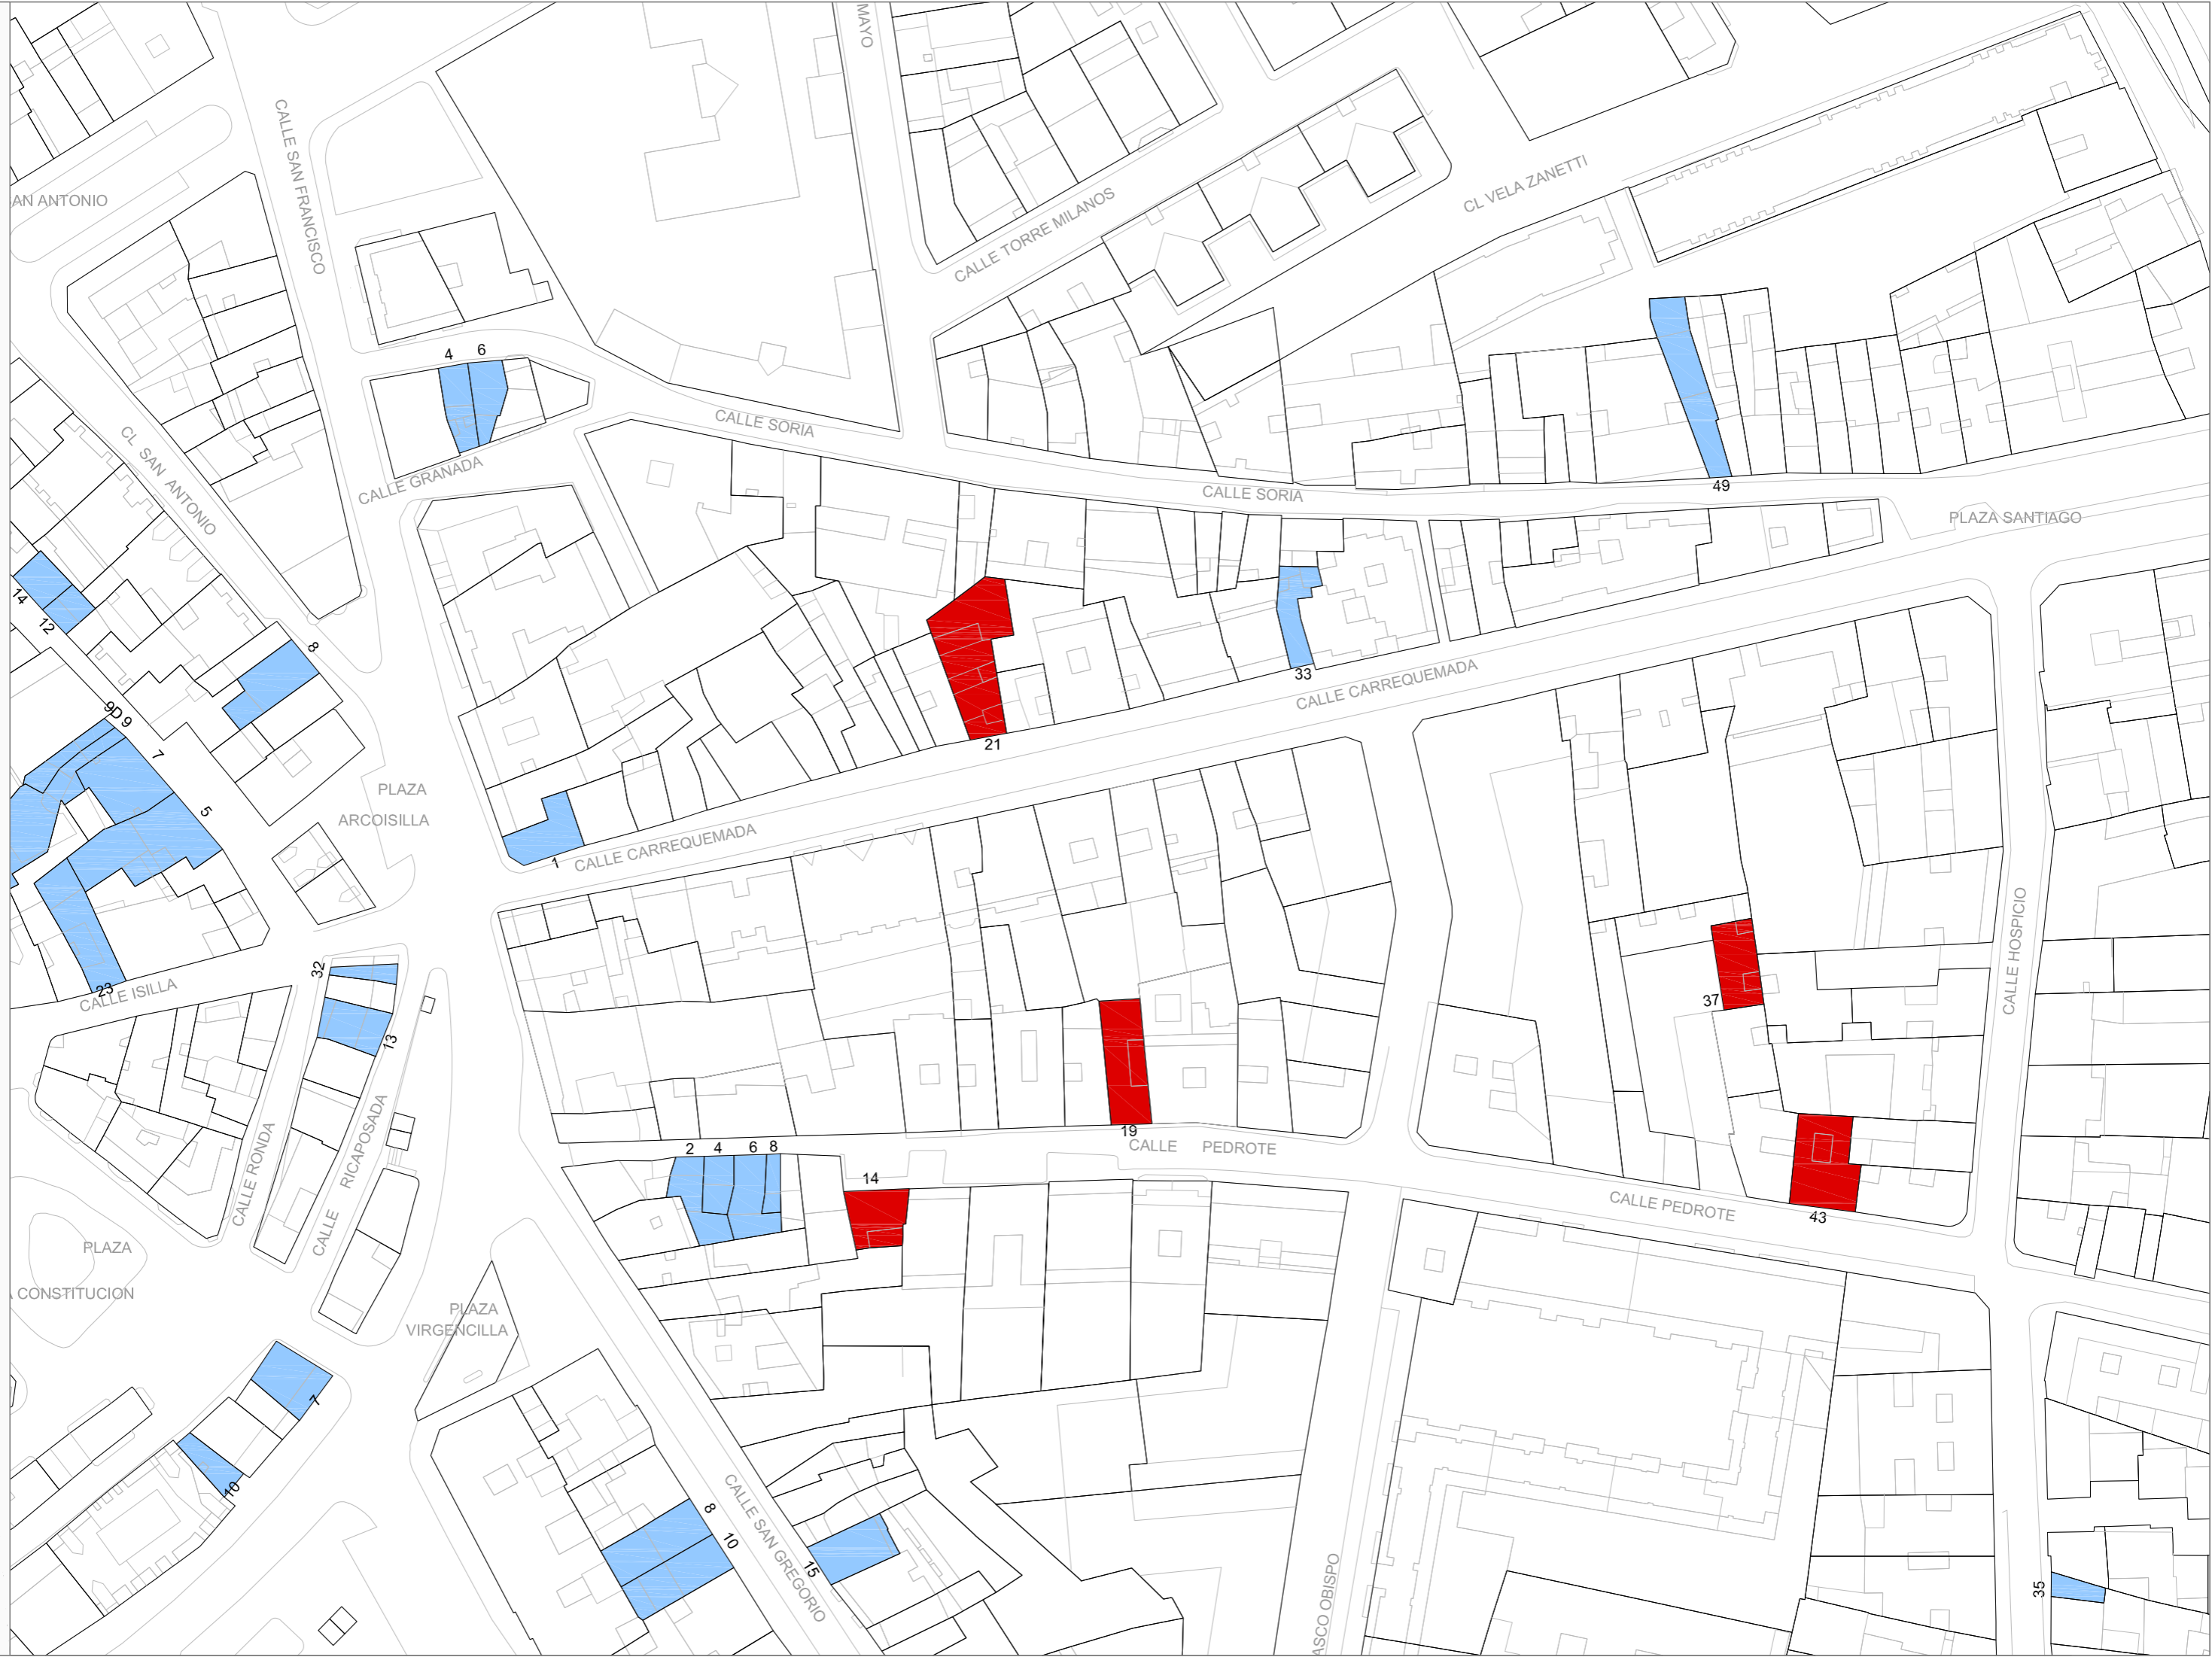 MAYO
CALLE SAN FRANCISCO
AN ANTONIO
CALLE TORRE MILANOS
CL VELA ZANETTI
4
6
CALLE SORIA
CL SAN ANTONIO
CALLE GRANADA
CALLE SORIA
49
PLAZA SANTIAGO
14
12
8
33
CALLE CARREQUEMADA
21
9D
9
7
5
PLAZA
ARCOISILLA
1
CALLE CARREQUEMADA
CALLE HOSPICIO
32
23
CALLE ISILLA
37
13
19
CALLE PEDROTE
CALLE RONDA
CALLE RICAPOSADA
2
4
6
8
14
CALLE PEDROTE
43
PLAZA
CONSTITUCION
PLAZA
VIRGENCILLA
7
10
8
10
CALLE SAN GREGORIO
15
ASCO OBISPO
35